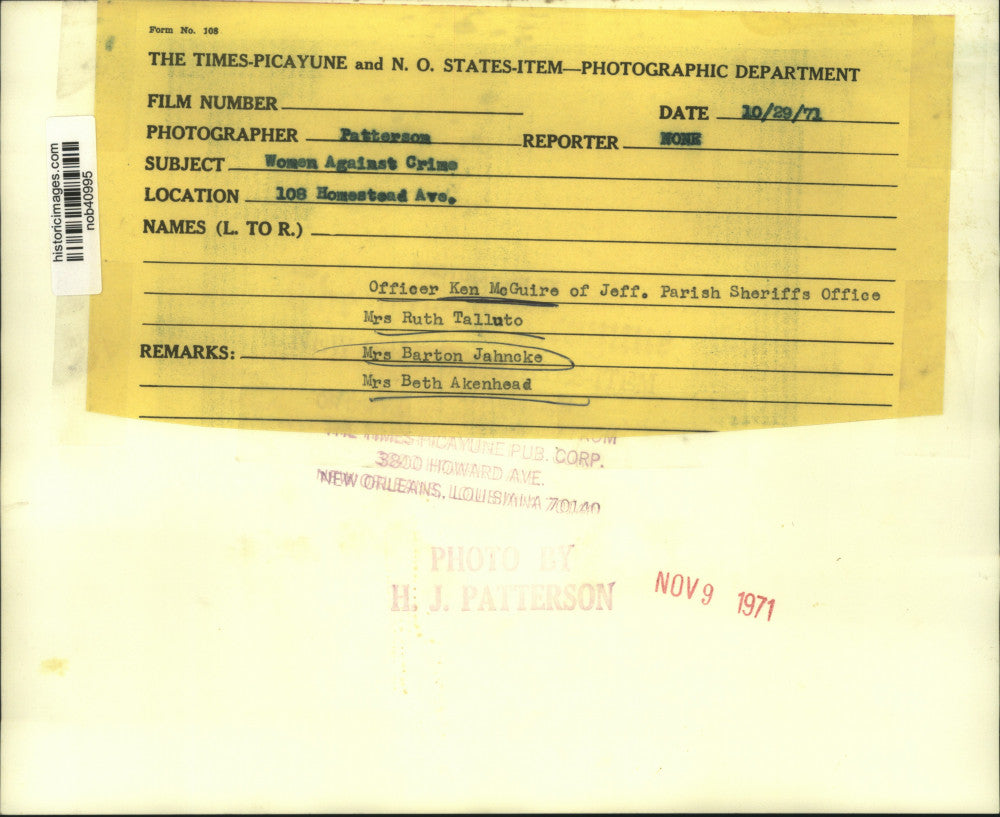 Form No. 108
THE TIMES-PICAYUNE and N. O. STATES-ITEM—PHOTOGRAPHIC DEPARTMENT
FILM NUMBER
DATE 10/29/71
PHOTOGRAPHER Patterson REPORTER NONE
SUBJECT Women Against Crime
LOCATION 108 Homestead Ave.
NAMES (L. TO R.)
Officer Ken McGuire of Jeff. Parish Sheriffs Office
Mrs Ruth Talluto
REMARKS: Mrs Barton Jahncke
Mrs Beth Akenhead
historicimages.com
nob40995
THE TIMES-PICAYUNE PUB. CORP.
3800 HOWARD AVE.
NEW ORLEANS, LOUISIANA 70140
PHOTO BY
H. J. PATTERSON
NOV 9 1971